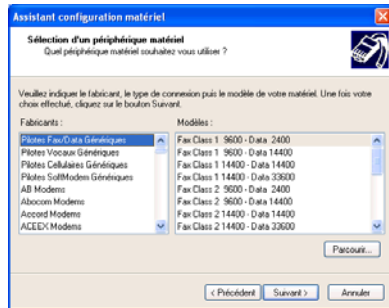 Assistant configuration matériel
Sélection d'un périphérique matériel
Quel périphérique matériel souhaitez vous utiliser ?
Veuillez indiquer le fabricant, le type de connexion puis le modèle de votre matériel. Une fois votre
choix effectué, cliquez sur le bouton Suivant.
Fabricants :
Modèles :
Pilotes Fax/Data Génériques
Pilotes Vocaux Génériques
Pilotes Cellulaires Génériques
Pilotes SoftModem Génériques
AB Modems
Abocom Modems
Accord Modems
ACEEX Modems
Fax Class 1 9600 - Data 2400
Fax Class 1 9600 - Data 14400
Fax Class 1 14400 - Data 14400
Fax Class 1 14400 - Data 33600
Fax Class 2 9600 - Data 2400
Fax Class 2 9600 - Data 14400
Fax Class 2 14400 - Data 14400
Fax Class 2 14400 - Data 33600
Parcourir...
< Précédent
Suivant >
Annuler